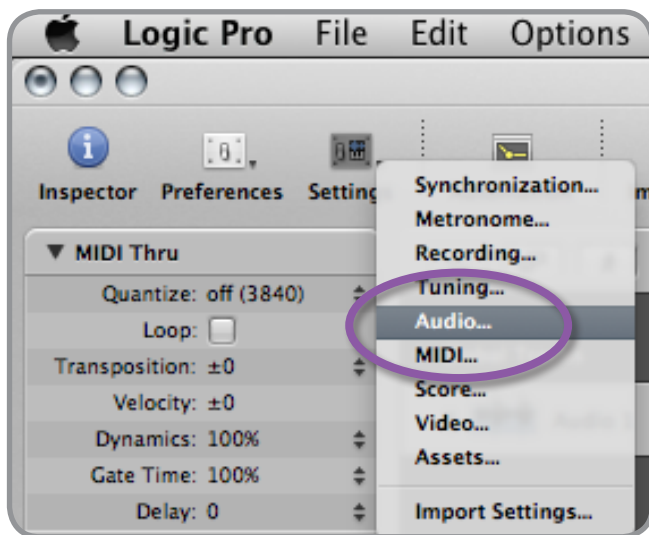 Logic Pro File Edit Options
Inspector Preferences Setting
MIDI Thru
Quantize: off (3840)
Loop:
Transposition: ±0
Velocity: ±0
Dynamics: 100%
Gate Time: 100%
Delay: 0
Synchronization...
Metronome...
Recording...
Tuning...
Audio...
MIDI...
Score...
Video...
Assets...
Import Settings...